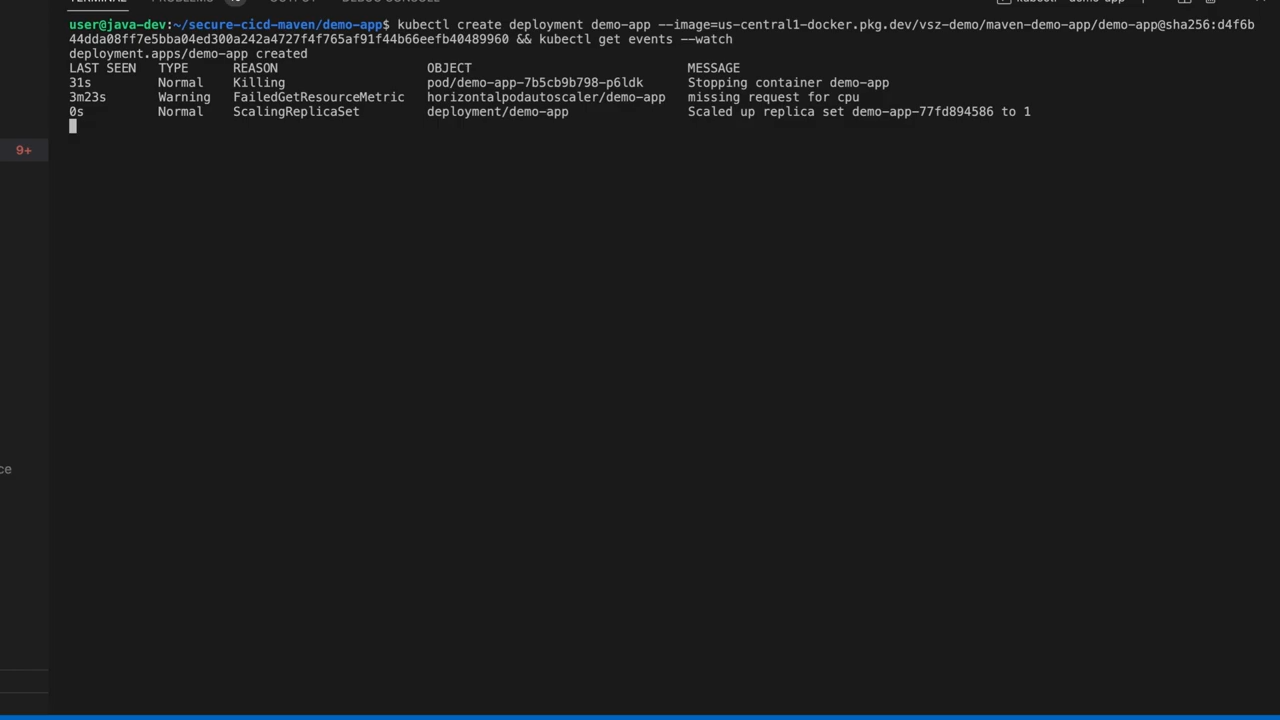 user@java-dev:~/secure-cicd-maven/demo-app$ kubectl create deployment demo-app --image=us-central1-docker.pkg.dev/vsz-demo/maven-demo-app/demo-app@sha256:d4f6b
44dda08ff7e5bba04ed300a242a4727f4f765af91f44b66eefb40489960 && kubectl get events --watch
deployment.apps/demo-app created
LAST SEEN TYPE REASON OBJECT MESSAGE
31s Normal Killing pod/demo-app-7b5cb9b798-p6ldk Stopping container demo-app
3m23s Warning FailedGetResourceMetric horizontalpodautoscaler/demo-app missing request for cpu
0s Normal ScalingReplicaSet deployment/demo-app Scaled up replica set demo-app-77fd894586 to 1
9+
ce